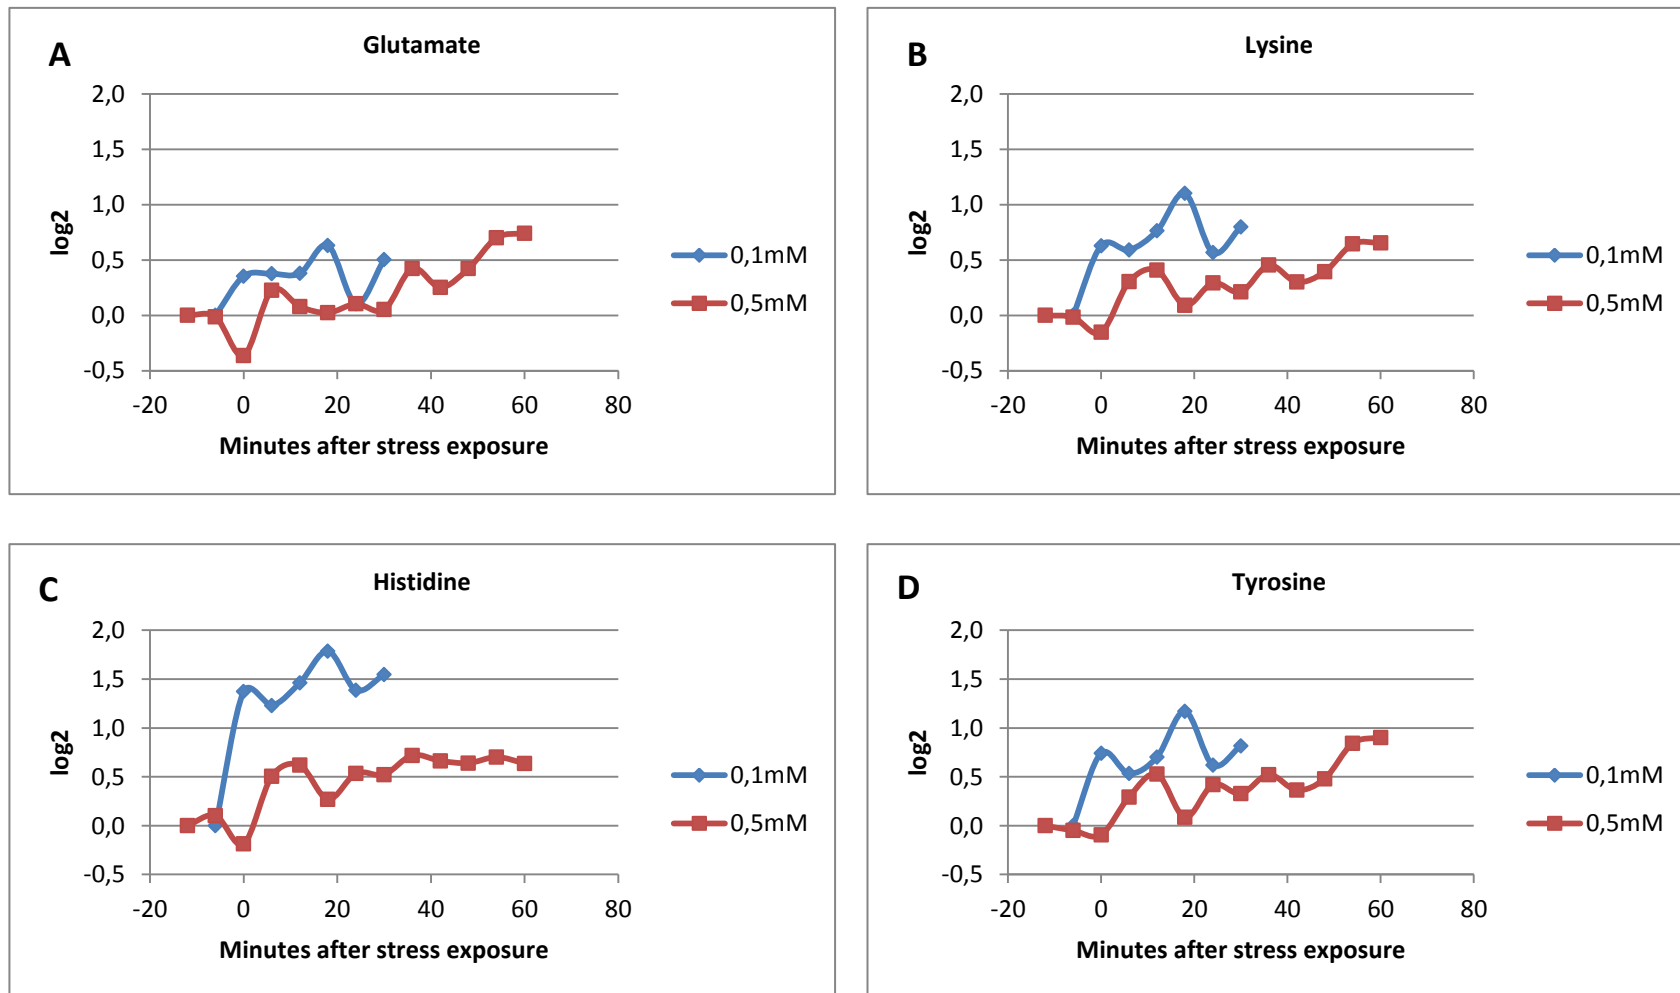 A
Glutamate
2,0
1,5
1,0
0,5
0,0
-0,5
log2
-20 0 20 40 60 80
Minutes after stress exposure
0,1mM
0,5mM
B
Lysine
2,0
1,5
1,0
0,5
0,0
-0,5
log2
-20 0 20 40 60 80
Minutes after stress exposure
0,1mM
0,5mM
C
Histidine
2,0
1,5
1,0
0,5
0,0
-0,5
log2
-20 0 20 40 60 80
Minutes after stress exposure
0,1mM
0,5mM
D
Tyrosine
2,0
1,5
1,0
0,5
0,0
-0,5
log2
-20 0 20 40 60 80
Minutes after stress exposure
0,1mM
0,5mM